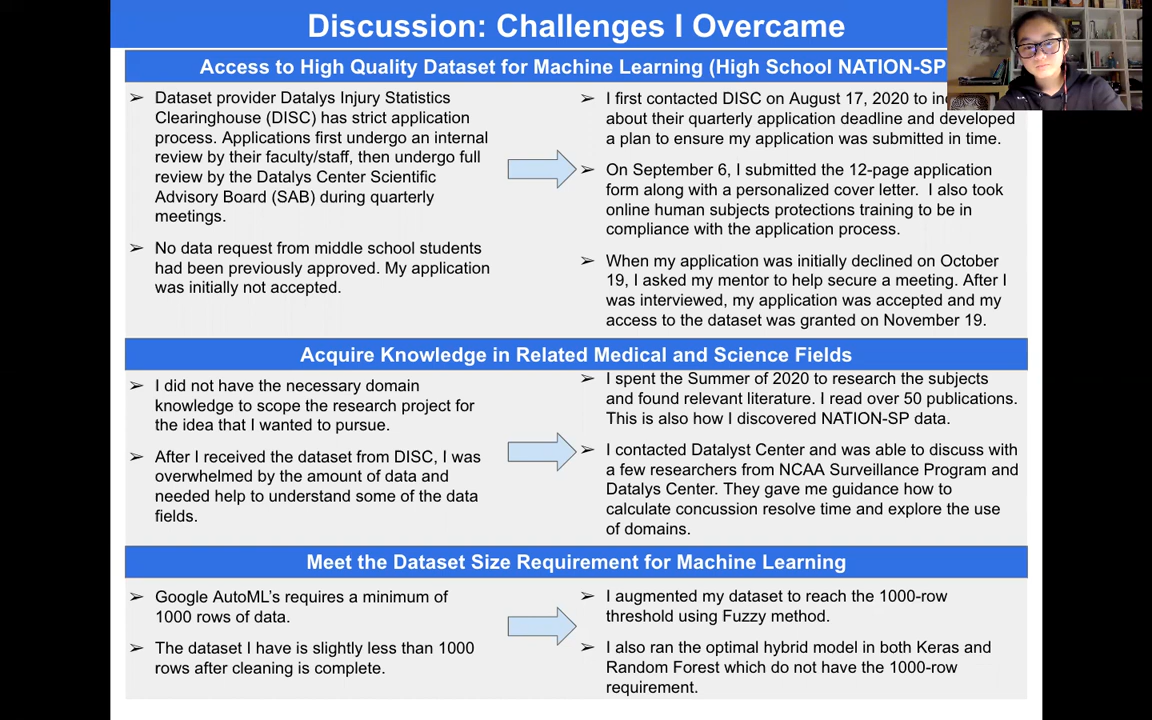 Discussion: Challenges I Overcame
Access to High Quality Dataset for Machine Learning (High School NATION-SP
➢ Dataset provider Datalys Injury Statistics
Clearinghouse (DISC) has strict application
process. Applications first undergo an internal
review by their faculty/staff, then undergo full
review by the Datalys Center Scientific
Advisory Board (SAB) during quarterly
meetings.
➢ No data request from middle school students
had been previously approved. My application
was initially not accepted.
➢ I first contacted DISC on August 17, 2020 to
about their quarterly application deadline and developed
a plan to ensure my application was submitted in time.
➢ On September 6, I submitted the 12-page application
form along with a personalized cover letter. I also took
online human subjects protections training to be in
compliance with the application process.
➢ When my application was initially declined on October
19, I asked my mentor to help secure a meeting. After I
was interviewed, my application was accepted and my
access to the dataset was granted on November 19.
Acquire Knowledge in Related Medical and Science Fields
➢ I did not have the necessary domain
knowledge to scope the research project for
the idea that I wanted to pursue.
➢ After I received the dataset from DISC, I was
overwhelmed by the amount of data and
needed help to understand some of the data
fields.
➢ I spent the Summer of 2020 to research the subjects
and found relevant literature. I read over 50 publications.
This is also how I discovered NATION-SP data.
➢ I contacted Datalyst Center and was able to discuss with
a few researchers from NCAA Surveillance Program and
Datalys Center. They gave me guidance how to
calculate concussion resolve time and explore the use
of domains.
Meet the Dataset Size Requirement for Machine Learning
➢ Google AutoML's requires a minimum of
1000 rows of data.
➢ The dataset I have is slightly less than 1000
rows after cleaning is complete.
➢ I augmented my dataset to reach the 1000-row
threshold using Fuzzy method.
➢ I also ran the optimal hybrid model in both Keras and
Random Forest which do not have the 1000-row
requirement.